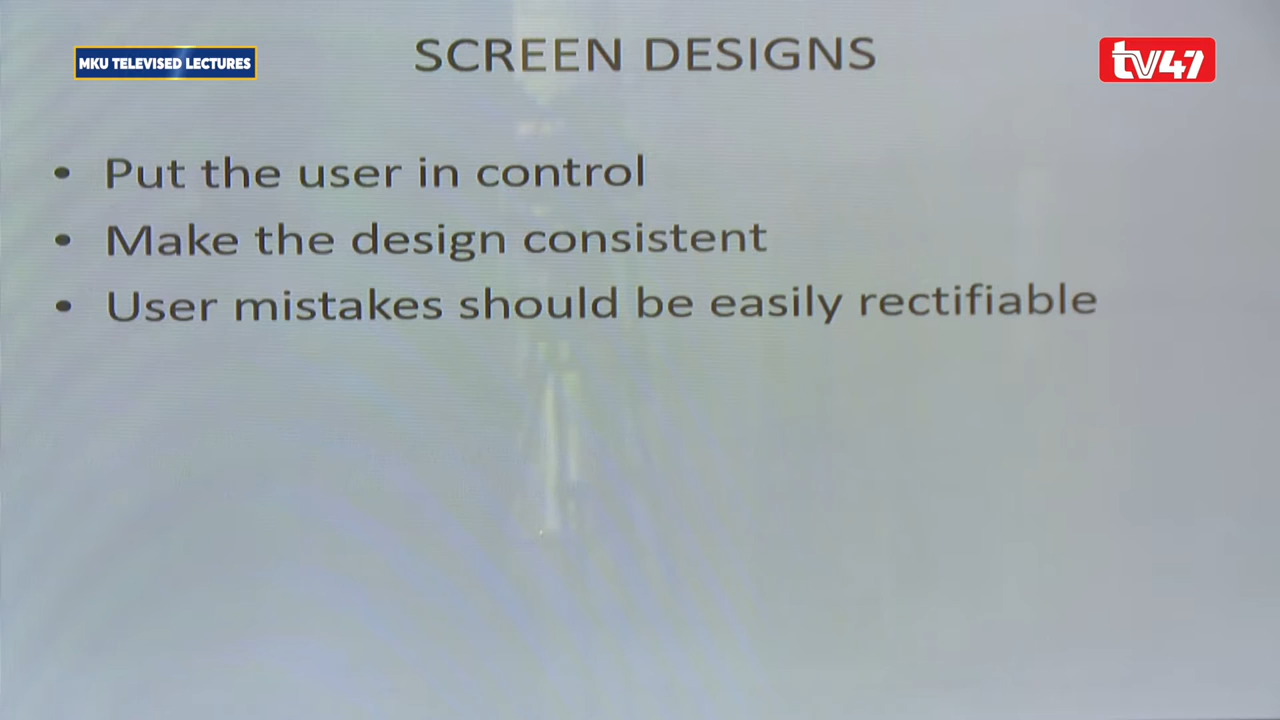 MKU TELEVISED LECTURES
SCREEN DESIGNS
tv47
• Put the user in control
• Make the design consistent
• User mistakes should be easily rectifiable